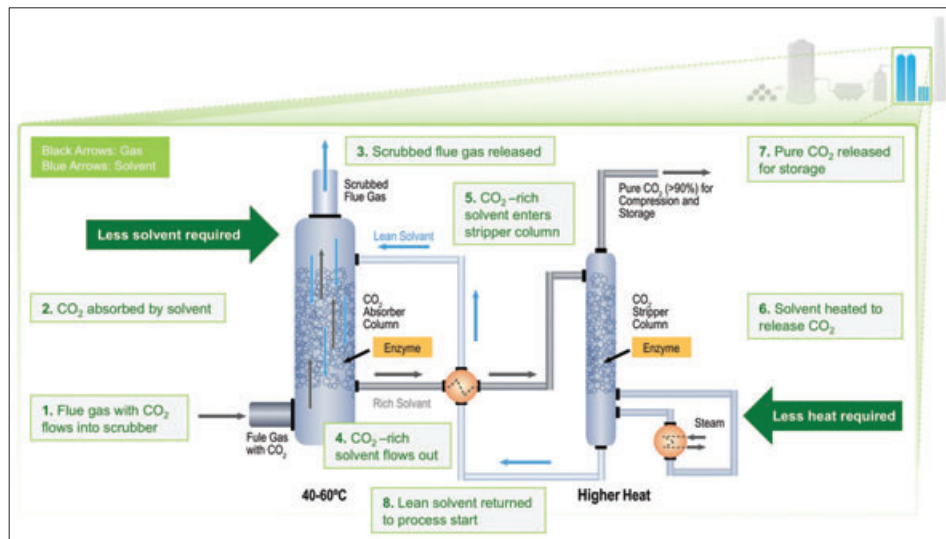 Black Arrows: Gas
Blue Arrows: Solvent
3. Scrubbed flue gas released
7. Pure CO₂ released
for storage
Scrubbed
Flue Gas
Pure CO₂ (>90%) for
Compression and
Storage
5. CO₂ –rich
solvent enters
stripper column
Less solvent required
Lean Solvent
2. CO₂ absorbed by solvent
CO₂
Absorber
Column
Enzyme
CO₂
Stripper
Column
Enzyme
6. Solvent heated to
release CO₂
Rich Solvent
1. Flue gas with CO₂
flows into scrubber
Fule Gas
with CO₂
4. CO₂ –rich
solvent flows out
Steam
Less heat required
40-60ºC
8. Lean solvent returned
to process start
Higher Heat